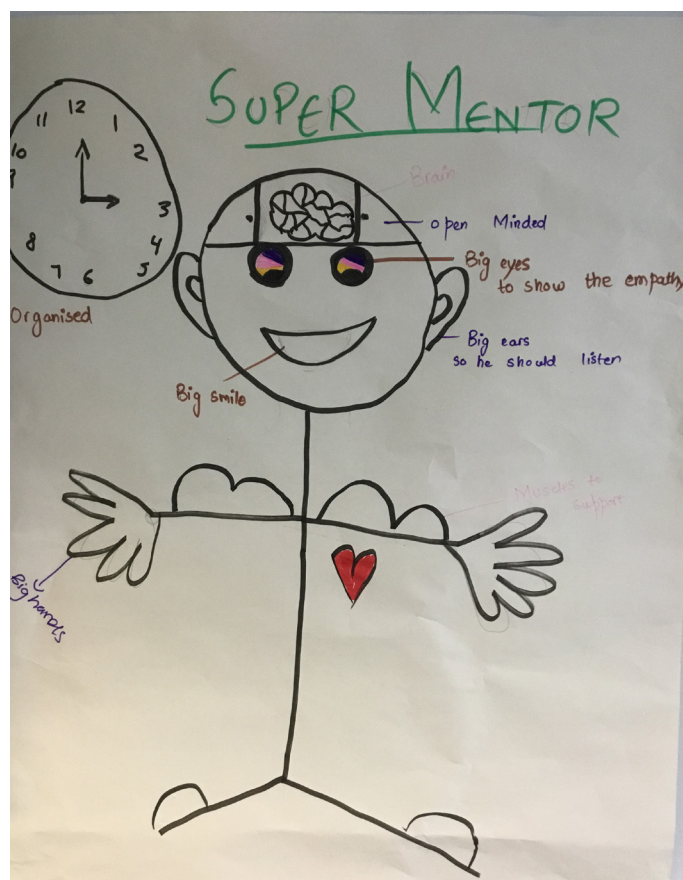 SUPER MENTOR
12
11
1
10
2
9
3
8
4
7
6
5
Organised
Brain
open Minded
Big eyes
to show the empathy
Big ears
so he should listen
Big smile
Muscles to
support
Big hands